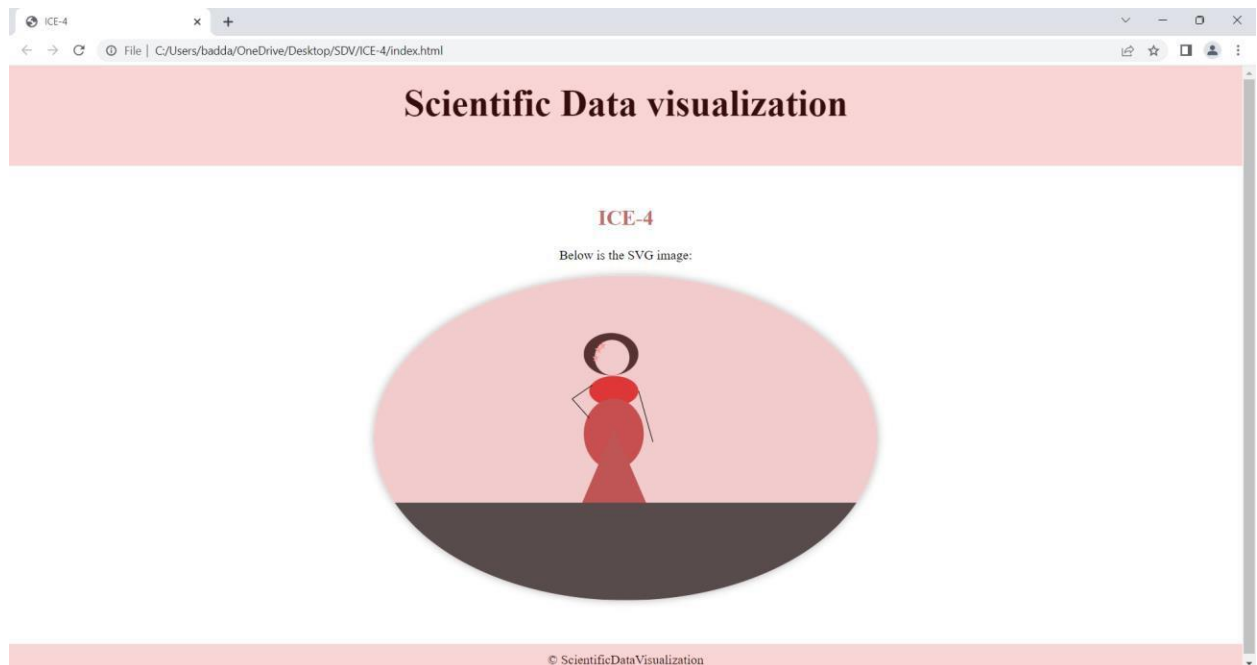 ICE-4
File | C:/Users/badda/OneDrive/Desktop/SDV/ICE-4/index.html
Scientific Data visualization
ICE-4
Below is the SVG image:
© ScientificDataVisualization